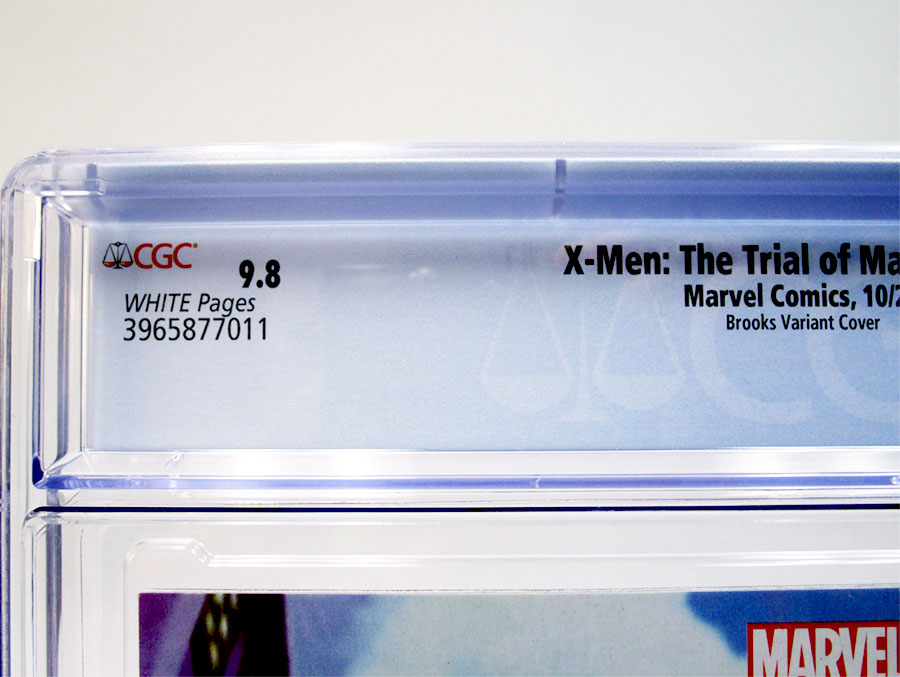 CGC
9.8
WHITE Pages
3965877011
X-Men: The Trial of Ma
Marvel Comics, 10/2
Brooks Variant Cover
CG
MARVEL